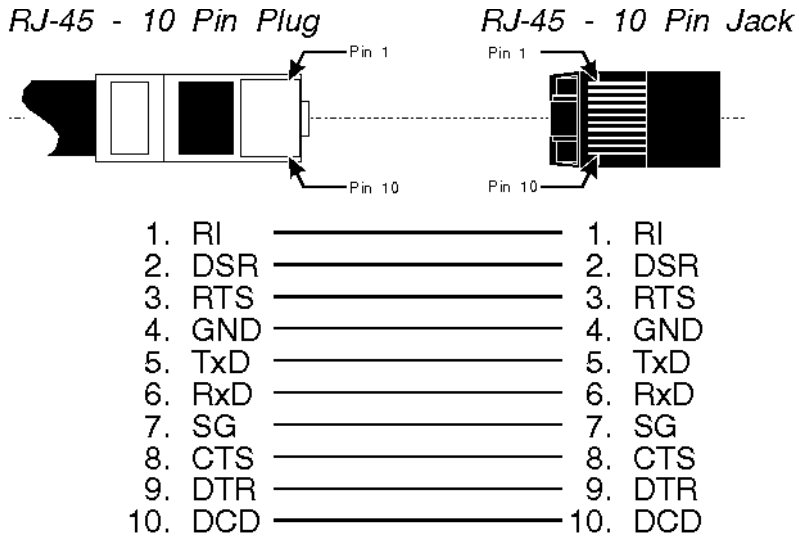 RJ-45 - 10 Pin Plug
RJ-45 - 10 Pin Jack
Pin 1
Pin 1
Pin 10
Pin 10
1. RI 1. RI
2. DSR 2. DSR
3. RTS 3. RTS
4. GND 4. GND
5. TxD 5. TxD
6. RxD 6. RxD
7. SG 7. SG
8. CTS 8. CTS
9. DTR 9. DTR
10. DCD 10. DCD